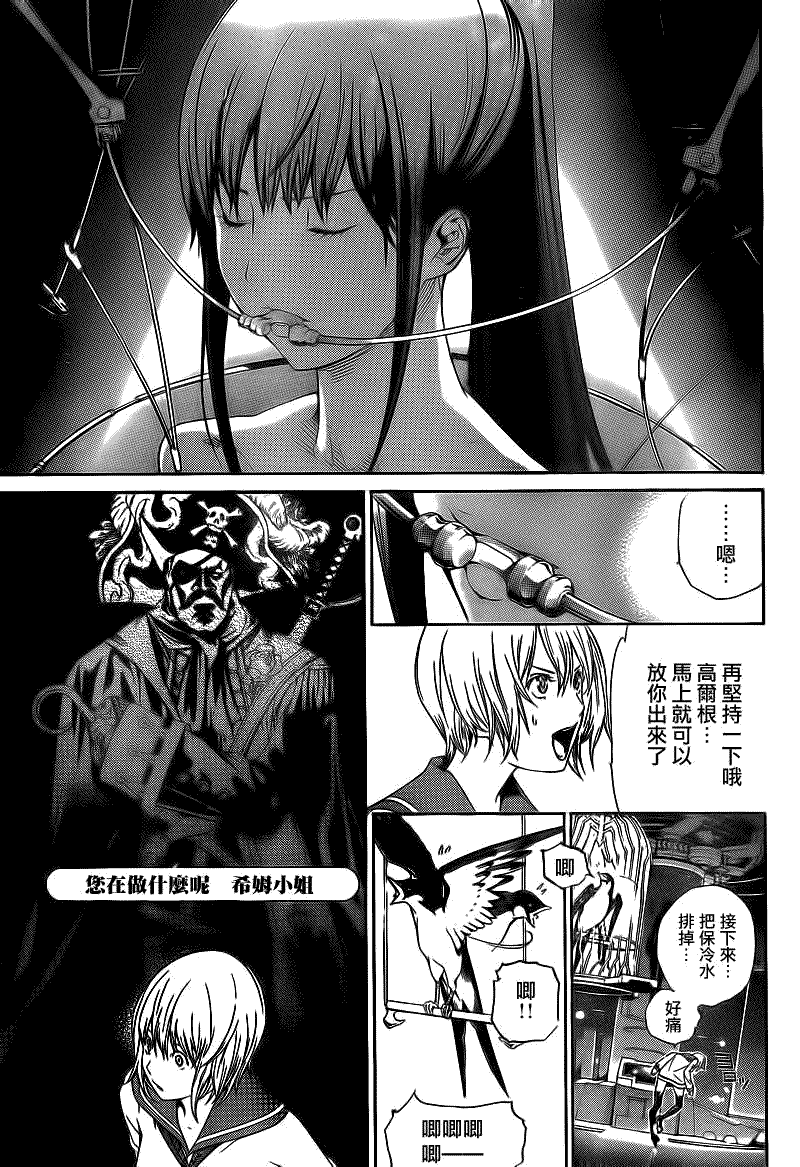 ……嗯…
再堅持一下哦
高爾根…
馬上就可以
放你出來了
接下來…
把保冷水
排掉…
好痛
唧
唧!!
唧唧唧
唧——
您在做什麼呢 希姆小姐